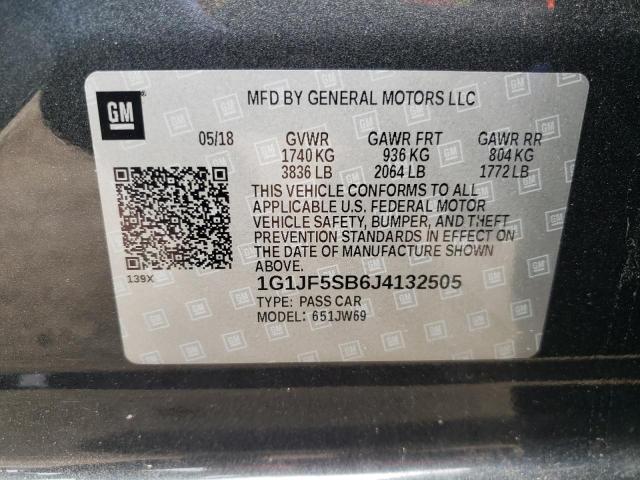 GM
MFD BY GENERAL MOTORS LLC
05/18 GVWR GAWR FRT GAWR RR
1740 KG 936 KG 804 KG
3836 LB 2064 LB 1772 LB
THIS VEHICLE CONFORMS TO ALL
APPLICABLE U.S. FEDERAL MOTOR
VEHICLE SAFETY, BUMPER, AND THEFT
PREVENTION STANDARDS IN EFFECT ON
THE DATE OF MANUFACTURE SHOWN
ABOVE.
139X
1G1JF5SB6J4132505
TYPE: PASS CAR
MODEL: 651JW69